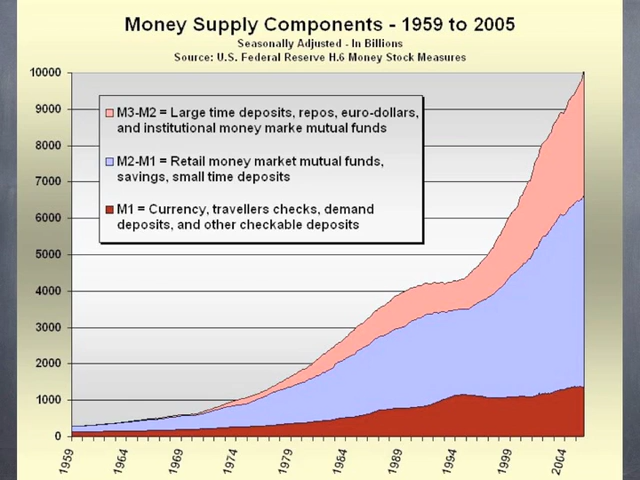 Money Supply Components - 1959 to 2005
Seasonally Adjusted - In Billions
Source: U.S. Federal Reserve H.6 Money Stock Measures
10000
9000
8000
7000
6000
5000
4000
3000
2000
1000
0
M3-M2 = Large time deposits, repos, euro-dollars,
and institutional money marke mutual funds
M2-M1 = Retail money market mutual funds,
savings, small time deposits
M1 = Currency, travellers checks, demand
deposits, and other checkable deposits
1959
1964
1969
1974
1979
1984
1989
1994
1999
2004